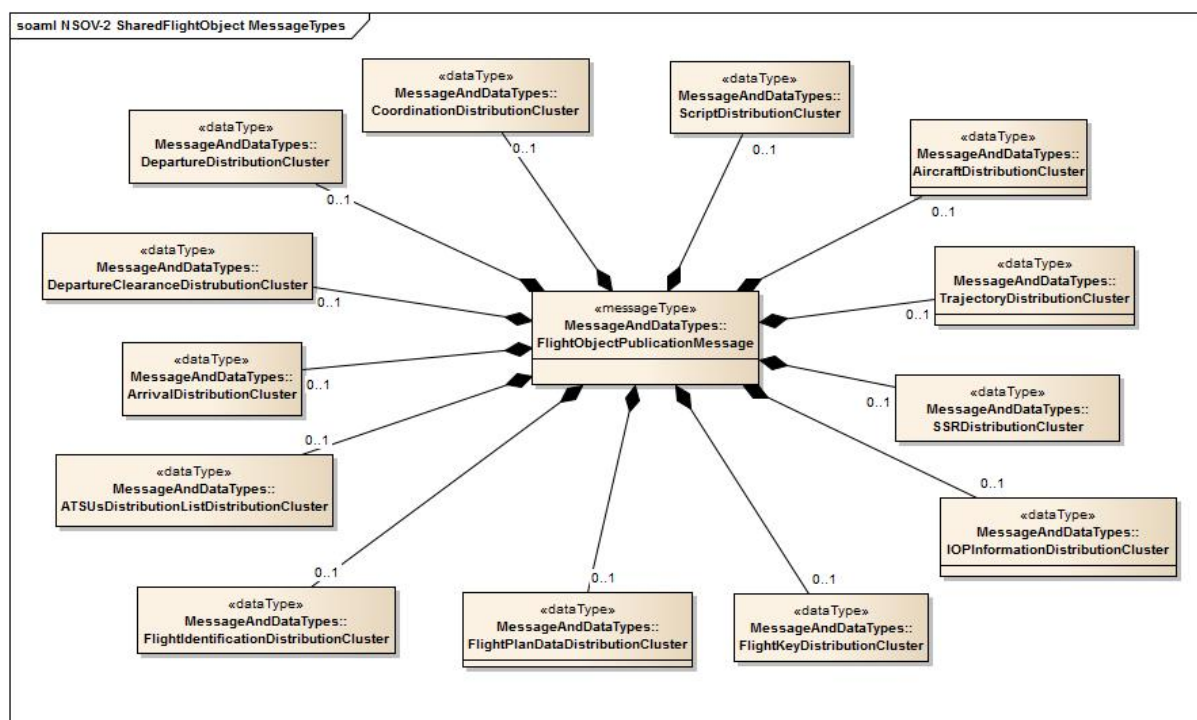 soaml NSOV-2 SharedFlightObject MessageTypes
«dataType»
MessageAndDataTypes::
CoordinationDistributionCluster
0..1
«dataType»
MessageAndDataTypes::
ScriptDistributionCluster
0..1
«dataType»
MessageAndDataTypes::
DepartureDistributionCluster
0..1
«dataType»
MessageAndDataTypes::
AircraftDistributionCluster
0..1
«dataType»
MessageAndDataTypes::
DepartureClearanceDistrubutionCluster
0..1
«dataType»
MessageAndDataTypes::
TrajectoryDistributionCluster
0..1
«messageType»
MessageAndDataTypes::
FlightObjectPublicationMessage
«dataType»
MessageAndDataTypes::
ArrivalDistributionCluster
0..1
«dataType»
MessageAndDataTypes::
SSRDistributionCluster
0..1
«dataType»
MessageAndDataTypes::
ATSUsDistributionListDistributionCluster
0..1
«dataType»
MessageAndDataTypes::
IOPInformationDistributionCluster
0..1
«dataType»
MessageAndDataTypes::
FlightIdentificationDistributionCluster
0..1
«dataType»
MessageAndDataTypes::
FlightPlanDataDistributionCluster
0..1
«dataType»
MessageAndDataTypes::
FlightKeyDistributionCluster
0..1